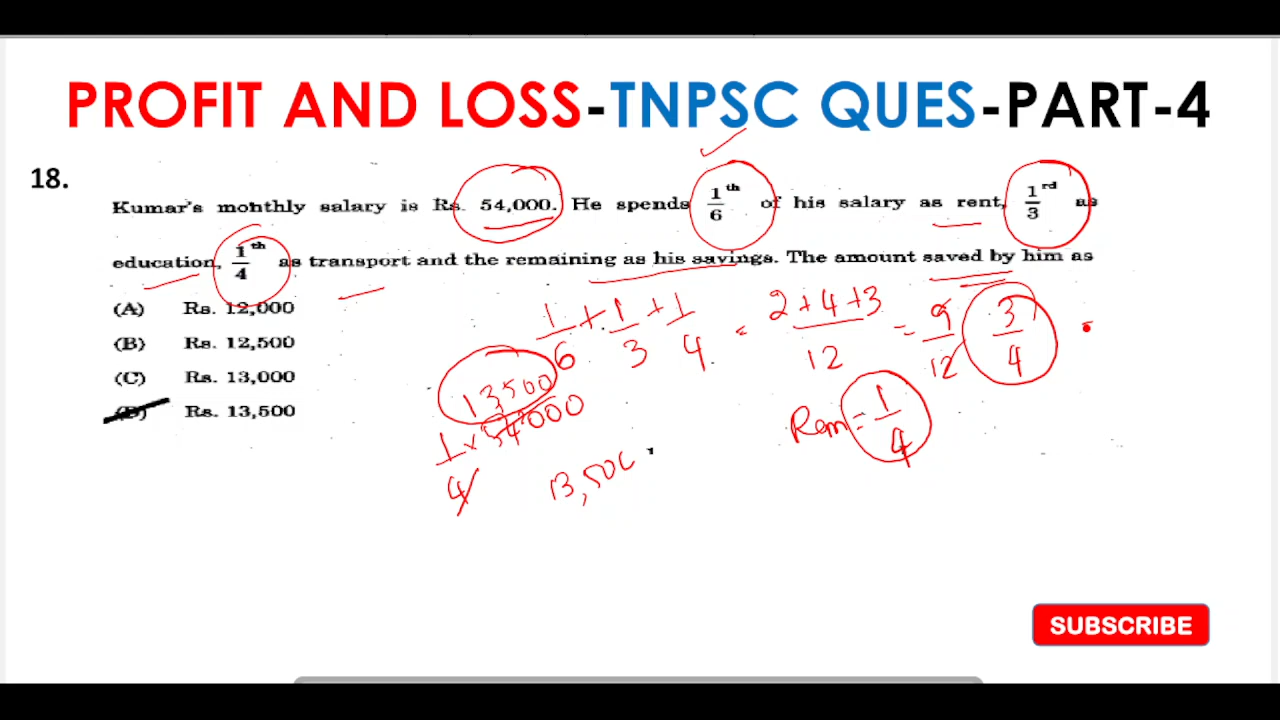 PROFIT AND LOSS-TNPSC QUES-PART-4
18.
Kumar's monthly salary is Rs. 54,000. He spends 1/6 th of his salary as rent, 1/3 rd as
education, 1/4 th as transport and the remaining as his savings. The amount saved by him as
(A) Rs. 12,000
(B) Rs. 12,500
(C) Rs. 13,000
(D) Rs. 13,500
1/6 + 1/3 + 1/4 = 2+4+3/12 = 9/12 3/4
13,500
1/4 × 54000
Rem = 1/4
13,500
SUBSCRIBE